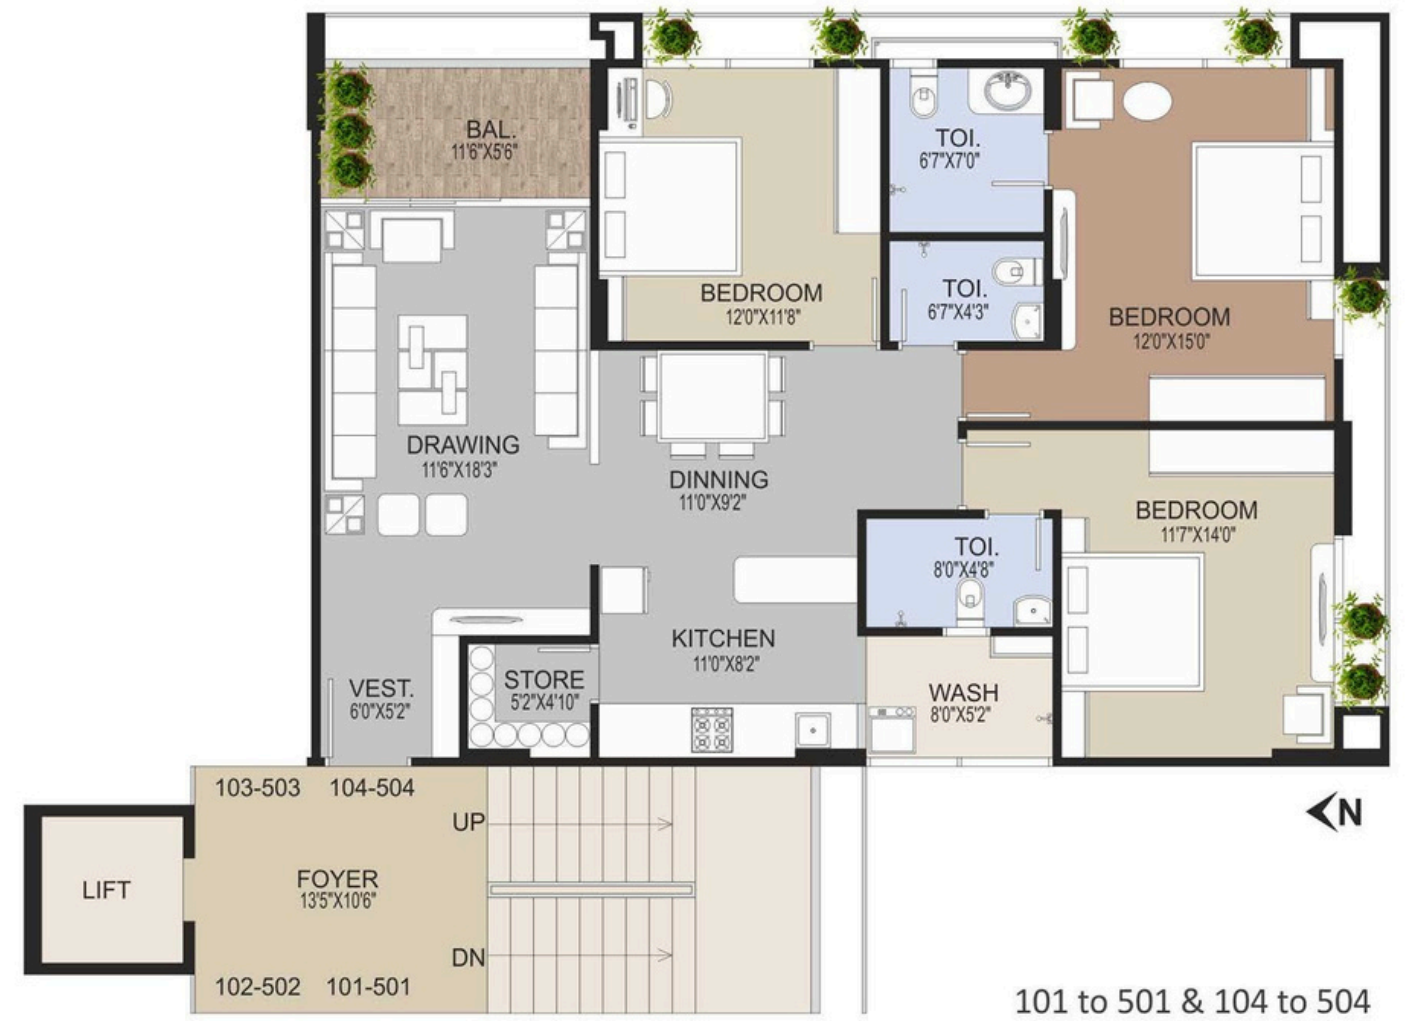 BAL.
11'6"X5'6"
TOI.
6'7"X7'0"
BEDROOM
12'0"X11'8"
TOI.
6'7"X4'3"
BEDROOM
12'0"X15'0"
DRAWING
11'6"X18'3"
DINNING
11'0"X9'2"
BEDROOM
11'7"X14'0"
TOI.
8'0"X4'8"
KITCHEN
11'0"X8'2"
STORE
5'2"X4'10"
VEST.
6'0"X5'2"
WASH
8'0"X5'2"
103-503 104-504
UP
N
LIFT
FOYER
13'5"X10'6"
DN
102-502 101-501
101 to 501 & 104 to 504